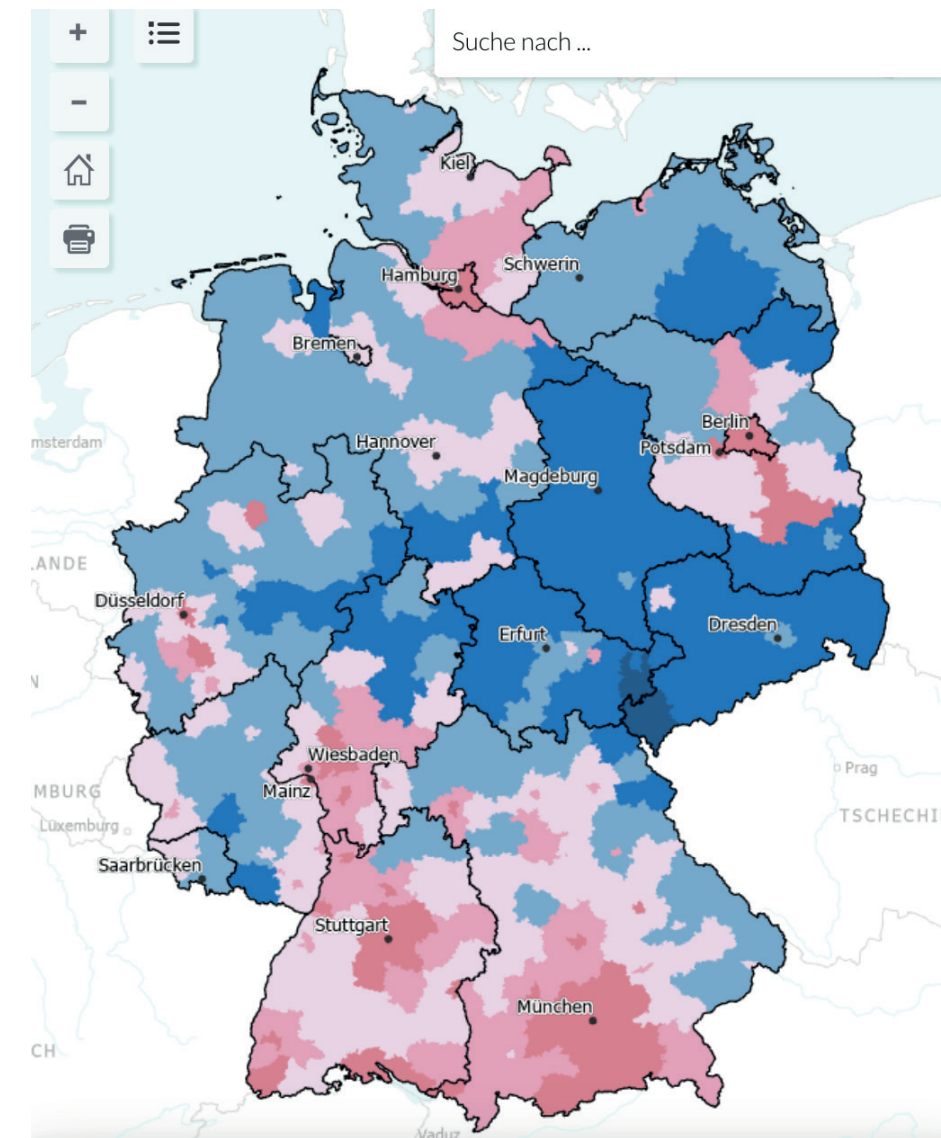 +
Suche nach ...
-
Kiel
Hamburg
Schwerin
Bremen
msterdam
Hannover
Berlin
Potsdam
Magdeburg
LANDE
Düsseldorf
Erfurt
Dresden
N
Wiesbaden
Prag
Mainz
MBURG
Luxemburg
TSCHECHI
Saarbrücken
Stuttgart
München
CH
Vaduz